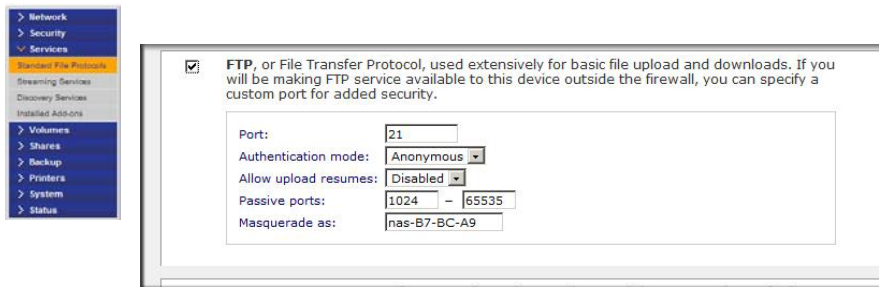 Network
Security
Services
Standard File Protocols
Streaming Services
Discovery Services
Installed Add-ons
Volumes
Shares
Backup
Printers
System
Status
FTP, or File Transfer Protocol, used extensively for basic file upload and downloads. If you
will be making FTP service available to this device outside the firewall, you can specify a
custom port for added security.
Port: 21
Authentication mode: Anonymous
Allow upload resumes: Disabled
Passive ports: 1024 – 65535
Masquerade as: nas-B7-BC-A9